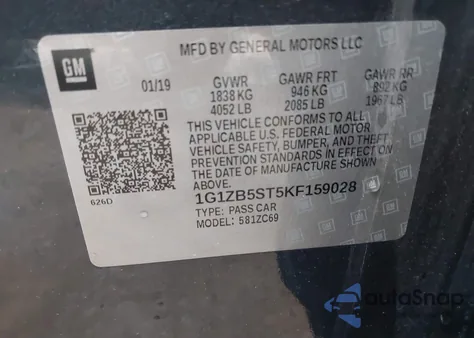 MFD BY GENERAL MOTORS LLC
GM
01/19 GVWR GAWR FRT GAWR RR
1838 KG 946 KG 892 KG
4052 LB 2085 LB 1967 LB
THIS VEHICLE CONFORMS TO ALL
APPLICABLE U.S. FEDERAL MOTOR
VEHICLE SAFETY, BUMPER, AND THEFT
PREVENTION STANDARDS IN EFFECT ON
THE DATE OF MANUFACTURE SHOWN
ABOVE.
1G1ZB5ST5KF159028
626D
TYPE: PASS CAR
MODEL: 581ZC69
autoSnap